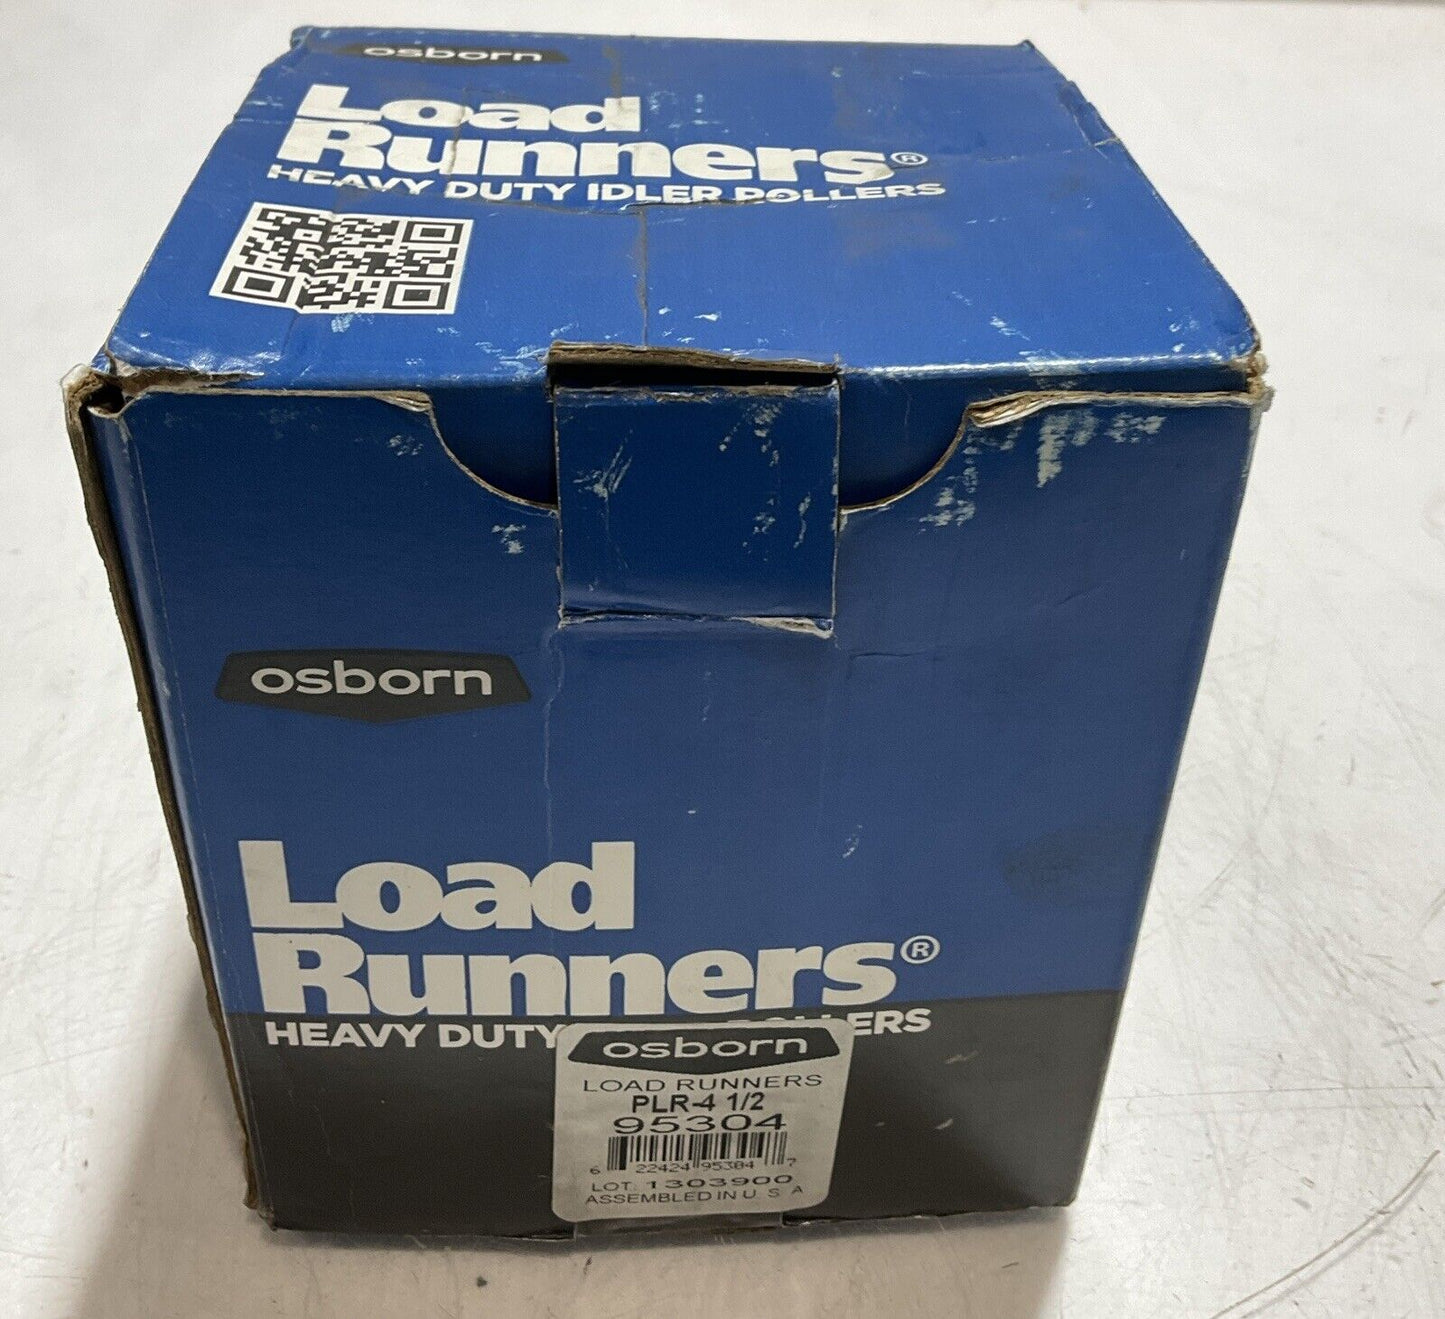 osborn
Load
Runners®
HEAVY DUTY IDLER ROLLERS
osborn
Load
Runners®
HEAVY DUTY
osborn
LOAD RUNNERS
PLR-4 1/2
95304
6 22424 95304 7
LOT: 1303900
ASSEMBLED IN U. S. A